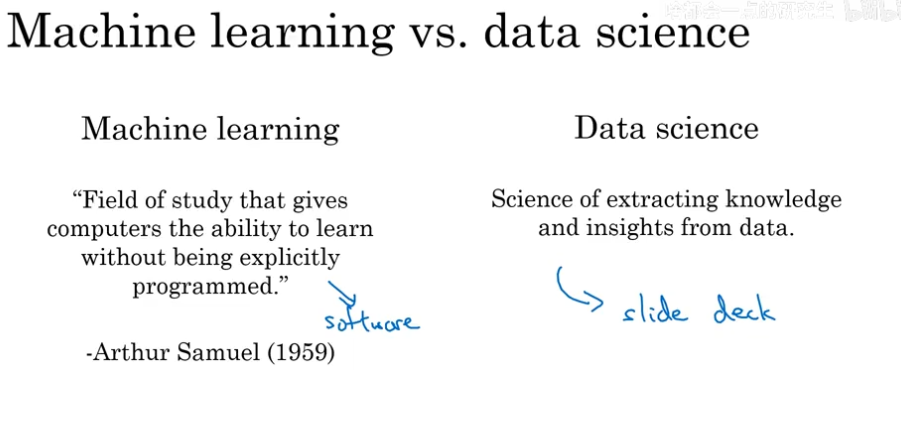 Machine learning vs. data science
Machine learning
“Field of study that gives
computers the ability to learn
without being explicitly
programmed.”
software
-Arthur Samuel (1959)
Data science
Science of extracting knowledge
and insights from data.
slide deck